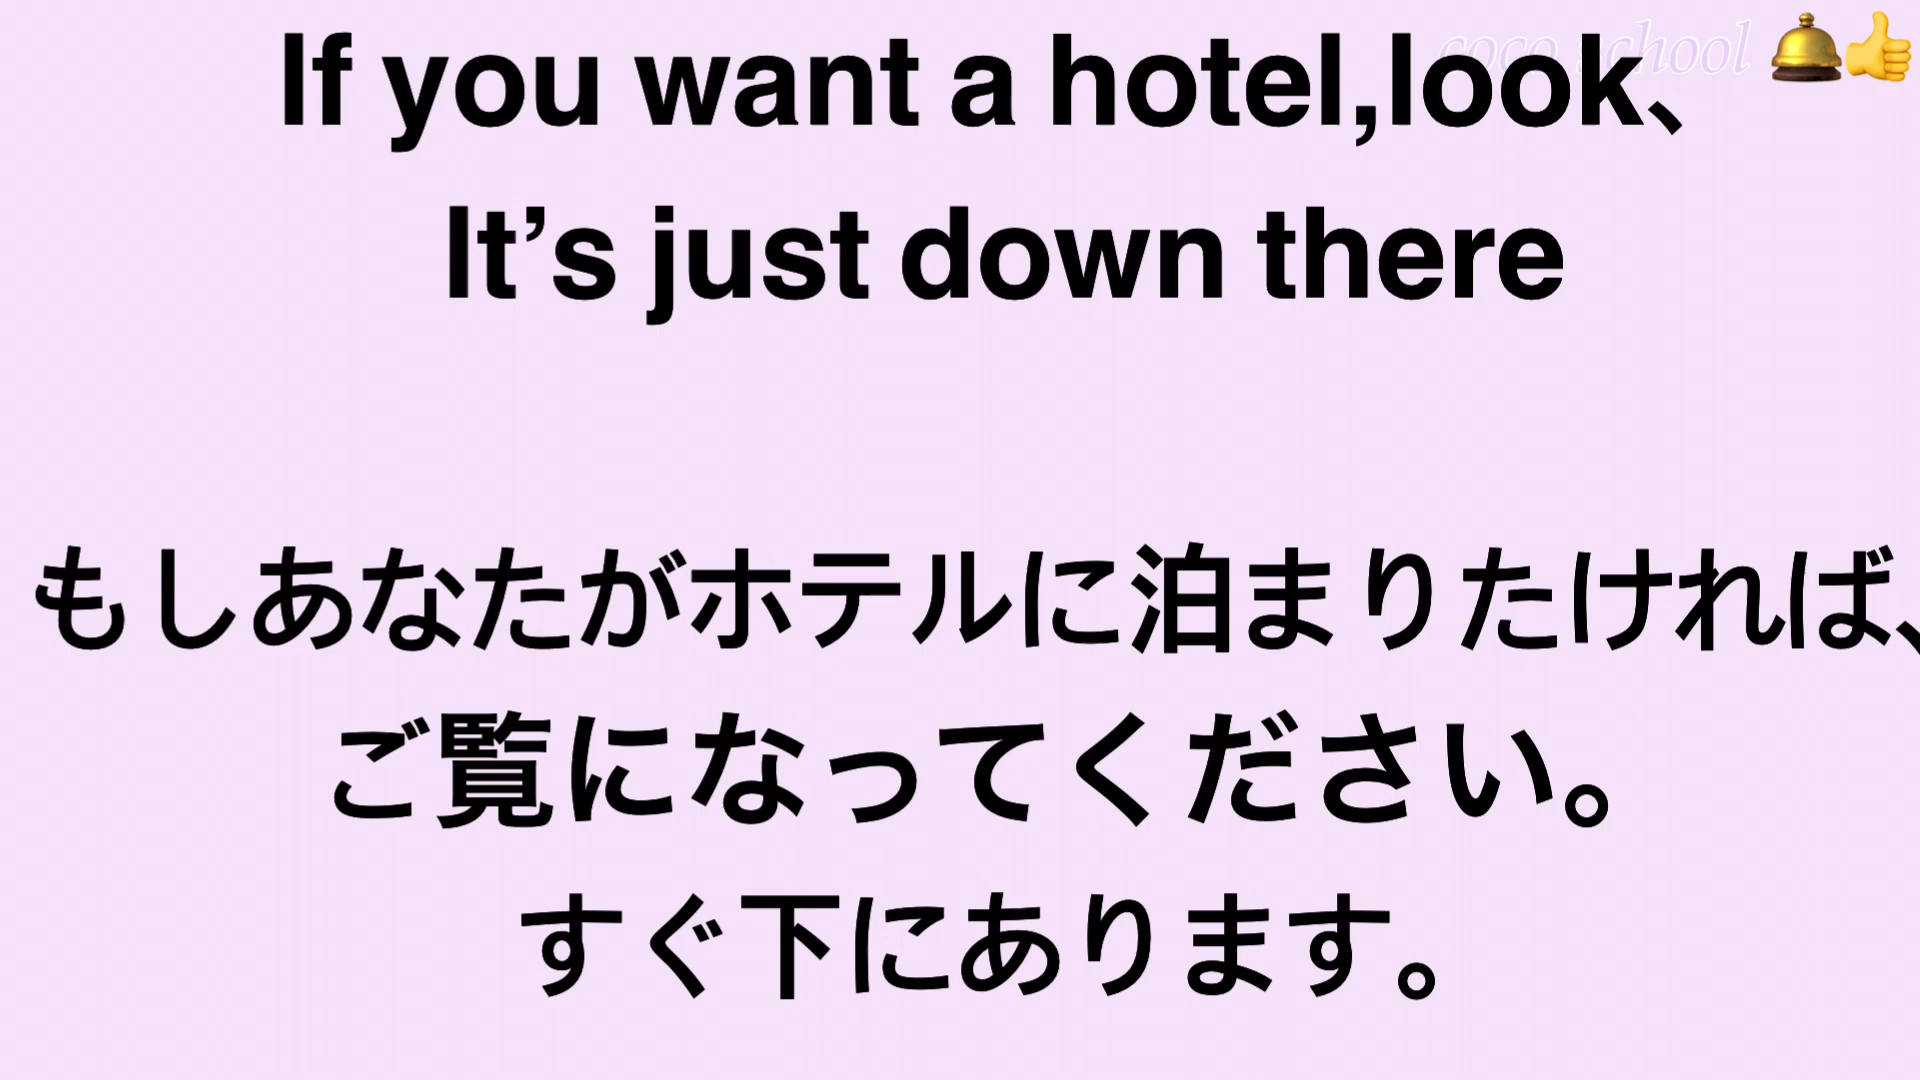 coco school 🛎👍
If you want a hotel,look、
It’s just down there
もしあなたがホテルに泊まりたければ、
ご覧になってください。
すぐ下にあります。